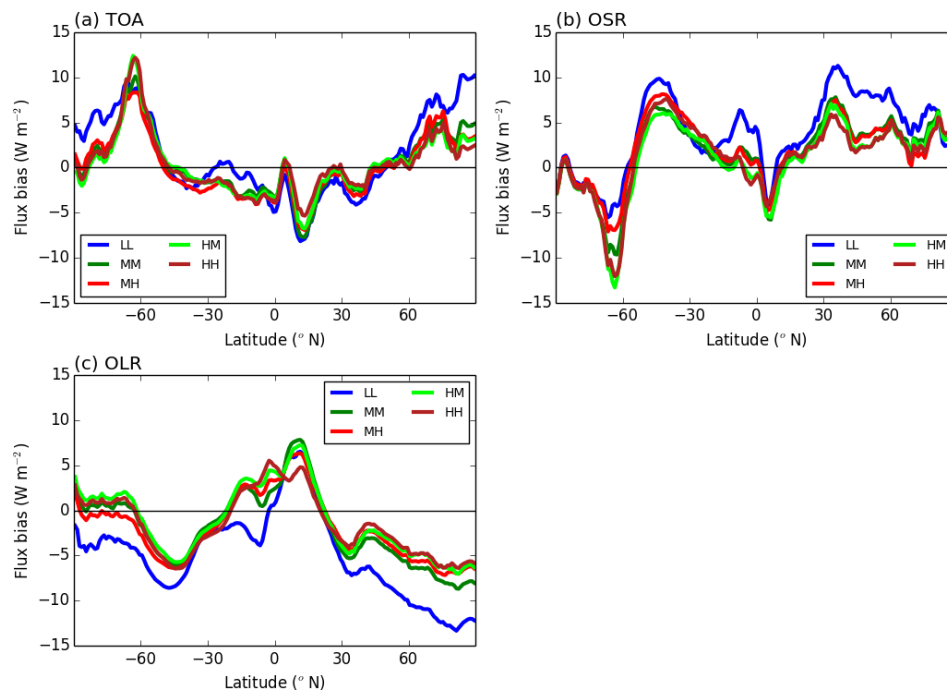 (a) TOA
15
10
5
0
−5
−10
−15
Flux bias (W m⁻²)
−60 −30 0 30 60
Latitude (° N)
LL HM
MM HH
MH
(b) OSR
15
10
5
0
−5
−10
−15
Flux bias (W m⁻²)
−60 −30 0 30 60
Latitude (° N)
LL HM
MM HH
MH
(c) OLR
15
10
5
0
−5
−10
−15
Flux bias (W m⁻²)
−60 −30 0 30 60
Latitude (° N)
LL HM
MM HH
MH